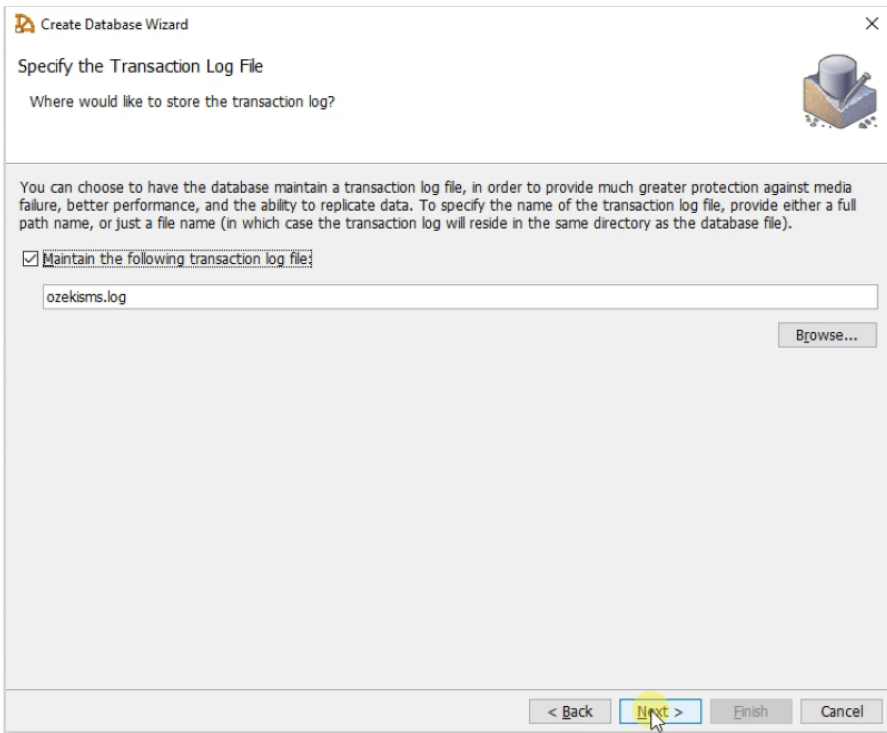 Create Database Wizard
Specify the Transaction Log File
Where would like to store the transaction log?
You can choose to have the database maintain a transaction log file, in order to provide much greater protection against media
failure, better performance, and the ability to replicate data. To specify the name of the transaction log file, provide either a full
path name, or just a file name (in which case the transaction log will reside in the same directory as the database file).
Maintain the following transaction log file:
ozekisms.log
Browse...
< Back Next > Finish Cancel